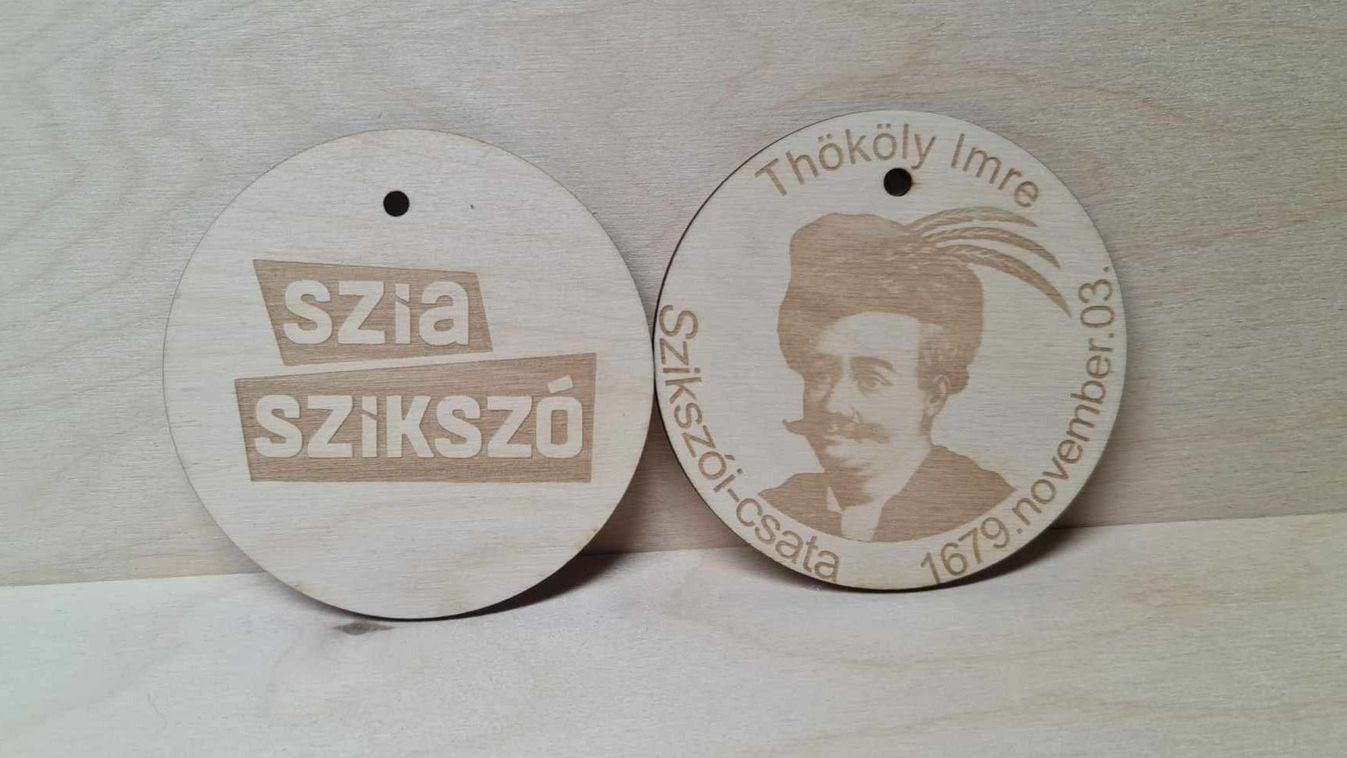 szia
szikszó
Thököly Imre
Szikszói-csata
1679.november.03.